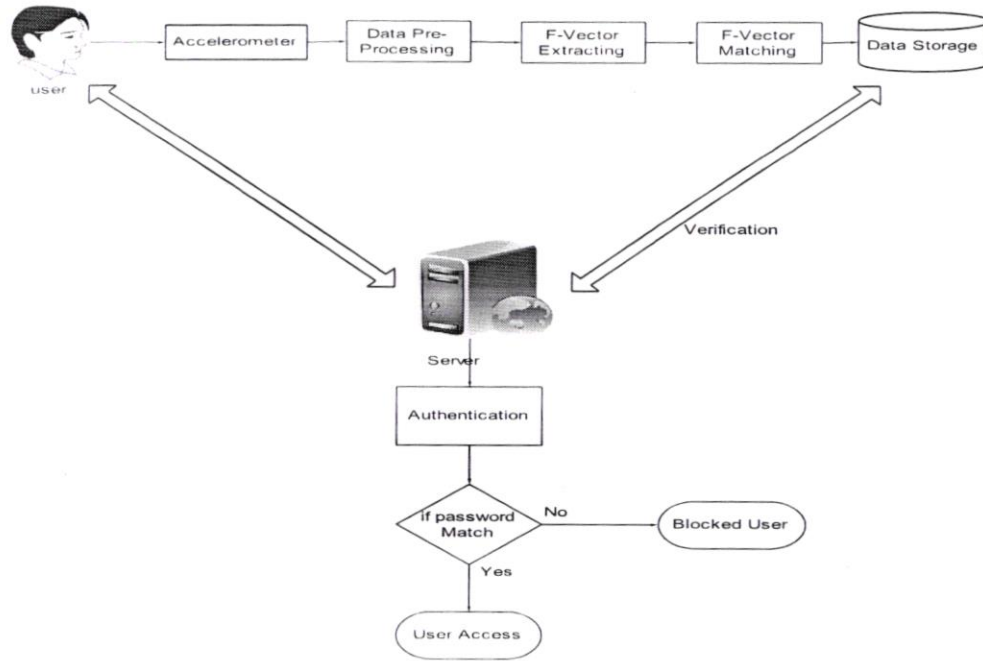 user
Accelerometer
Data Pre-
Processing
F-Vector
Extracting
F-Vector
Matching
Data Storage
Verification
Server
Authentication
if password
Match
No
Blocked User
Yes
User Access